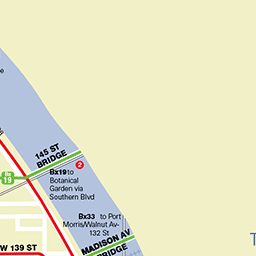 145 ST
BRIDGE
2
Bx19 to
Botanical
Garden via
Southern Blvd
Bx
19
Bx33 to Port
Morris/Walnut Av-
132 St
W 139 ST
MADISON AV
BRIDGE